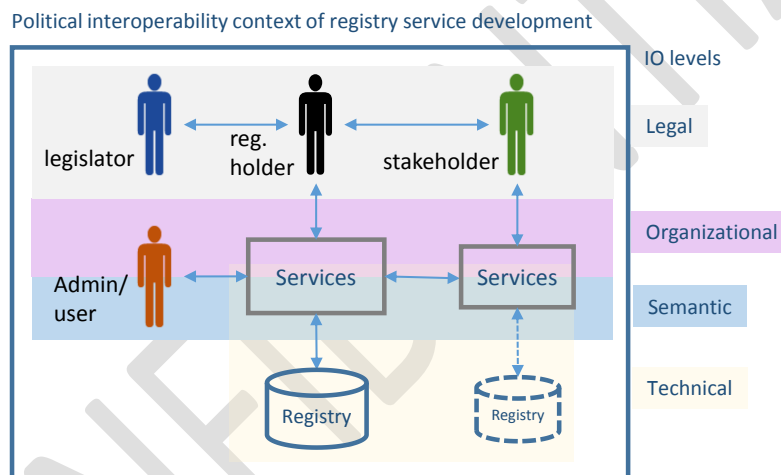 Political interoperability context of registry service development
IO levels
legislator
reg.
holder
stakeholder
Legal
Organizational
Admin/
user
Services
Services
Semantic
Registry
Registry
Technical